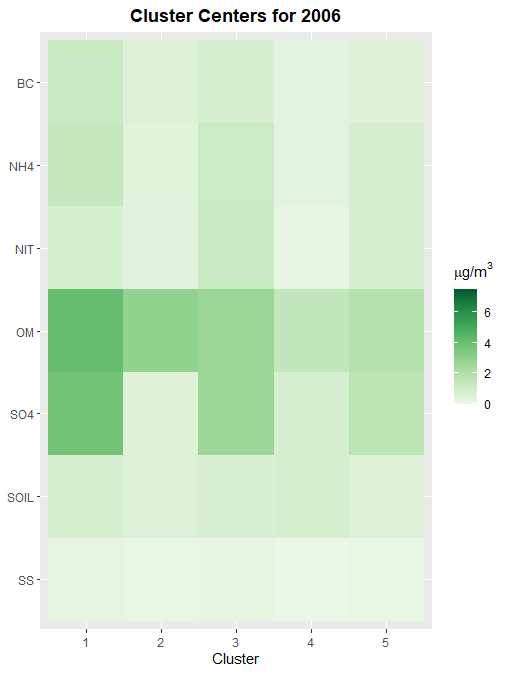 Cluster Centers for 2006
BC
NH4
NIT
OM
SO4
SOIL
SS
1 2 3 4 5
Cluster
μg/m³
6
4
2
0